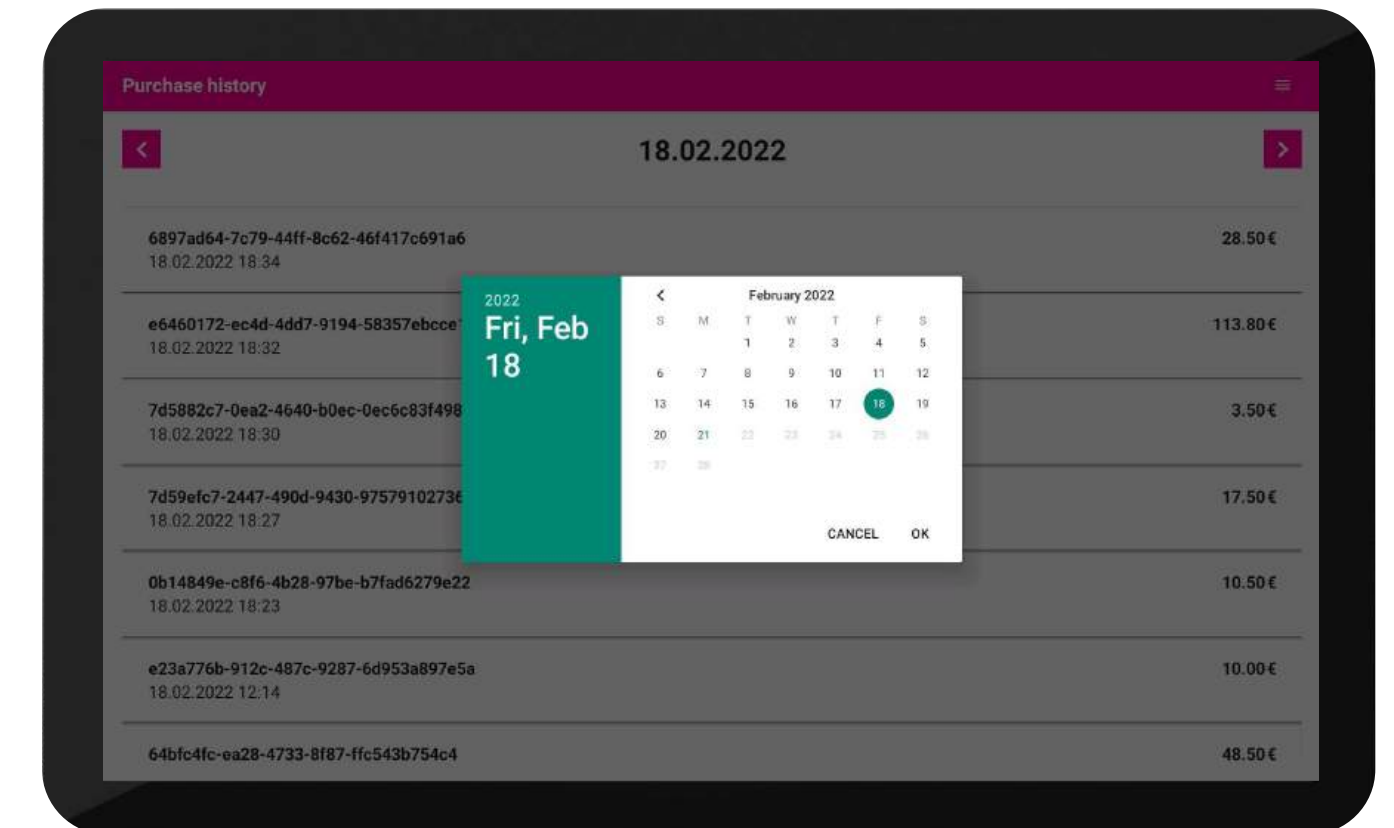 Purchase history
18.02.2022
6897ad64-7c79-44ff-8c62-46f417c691a6 28.50€
18.02.2022 18:34
e6460172-ec4d-4dd7-9194-58357ebcce 113.80€
18.02.2022 18:32
7d5882c7-0ea2-4640-b0ec-0ec6c83f498 3.50€
18.02.2022 18:30
7d59efc7-2447-490d-9430-9757910273 17.50€
18.02.2022 18:27
0b14849e-c8f6-4b28-97be-b7fad6279e22 10.50€
18.02.2022 18:23
e23a776b-912c-487c-9287-6d953a897e5a 10.00€
18.02.2022 12:14
64bfc4fc-ea28-4733-8f87-ffc543b754c4 48.50€
2022
Fri, Feb
18
February 2022
S M T W T F S
1 2 3 4 5
6 7 8 9 10 11 12
13 14 15 16 17 18 19
20 21 22 23 24 25 26
27 28
CANCEL OK